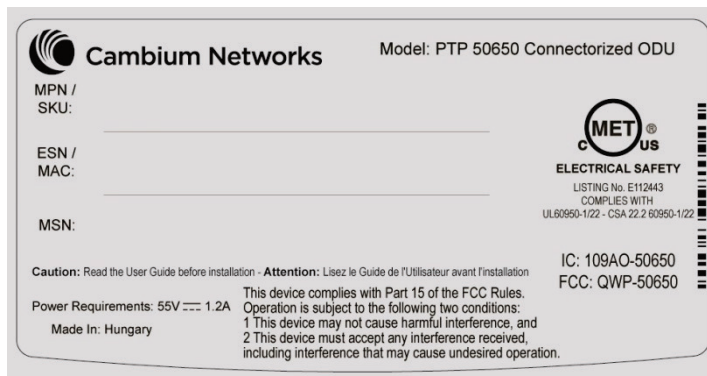 Cambium Networks
Model: PTP 50650 Connectorized ODU
MPN /
SKU:
ESN /
MAC:
MSN:
MET
C US
®
ELECTRICAL SAFETY
LISTING No. E112443
COMPLIES WITH
UL60950-1/22 - CSA 22.2 60950-1/22
Caution: Read the User Guide before installation - Attention: Lisez le Guide de l'Utilisateur avant l'installation
IC: 109AO-50650
FCC: QWP-50650
Power Requirements: 55V ⎓ 1.2A
Made In: Hungary
This device complies with Part 15 of the FCC Rules.
Operation is subject to the following two conditions:
1 This device may not cause harmful interference, and
2 This device must accept any interference received,
including interference that may cause undesired operation.